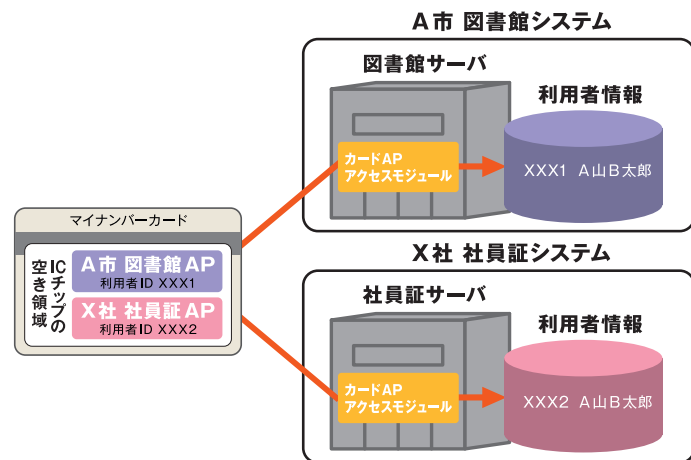 A市 図書館システム
図書館サーバ
利用者情報
カードAP
アクセスモジュール
XXX1 A山B太郎
マイナンバーカード
ICチップの
空き領域
A市 図書館AP
利用者ID XXX1
X社 社員証AP
利用者ID XXX2
X社 社員証システム
社員証サーバ
利用者情報
カードAP
アクセスモジュール
XXX2 A山B太郎